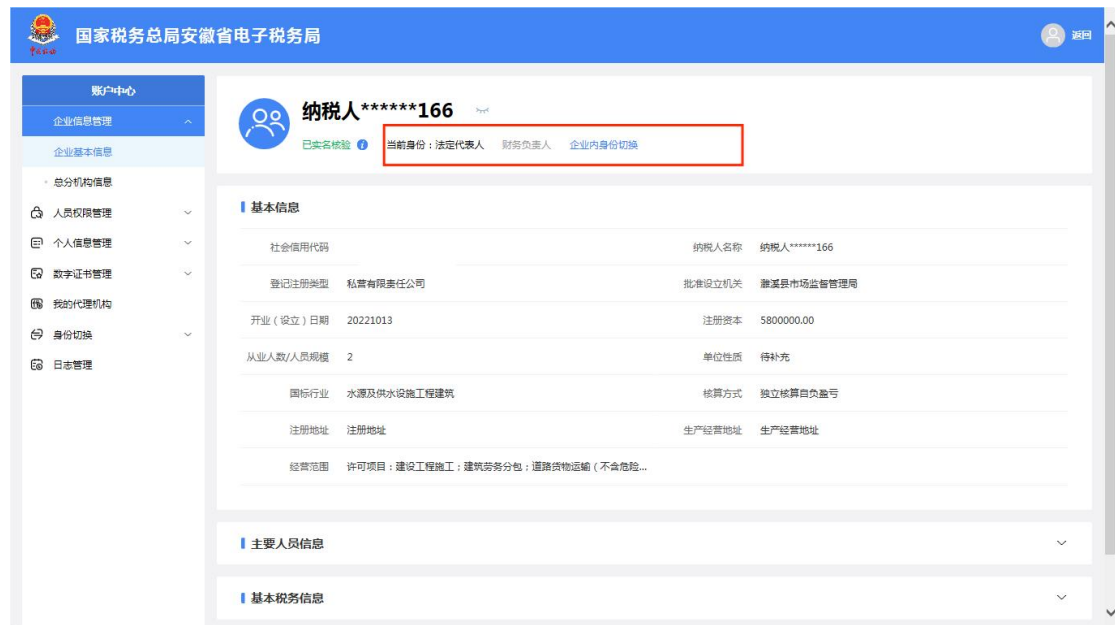 国家税务总局安徽省电子税务局
返回
账户中心
企业信息管理
企业基本信息
总分机构信息
人员权限管理
个人信息管理
数字证书管理
我的代理机构
身份切换
日志管理
纳税人******166
已实名核验 当前身份：法定代表人 财务负责人 企业内身份切换
基本信息
社会信用代码 纳税人名称 纳税人******166
登记注册类型 私营有限责任公司 批准设立机关 濉溪县市场监督管理局
开业（设立）日期 20221013 注册资本 5800000.00
从业人数/人员规模 2 单位性质 待补充
国标行业 水源及供水设施工程建筑 核算方式 独立核算自负盈亏
注册地址 注册地址 生产经营地址 生产经营地址
经营范围 许可项目：建设工程施工；建筑劳务分包；道路货物运输（不含危险...
主要人员信息
基本税务信息